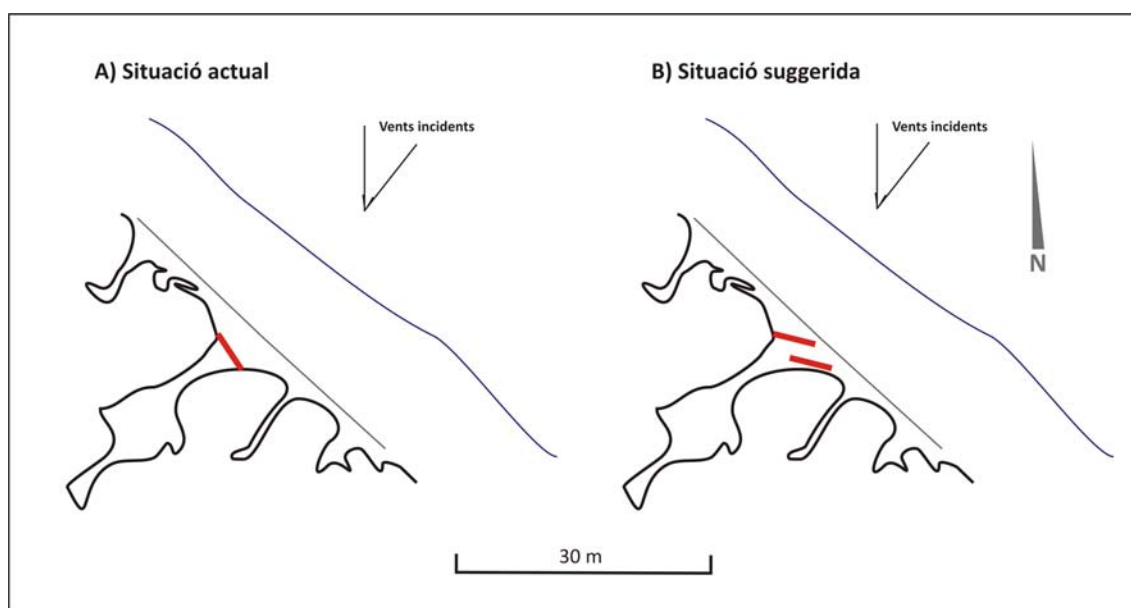 A) Situació actual
B) Situació suggerida
Vents incidents
Vents incidents
N
30 m